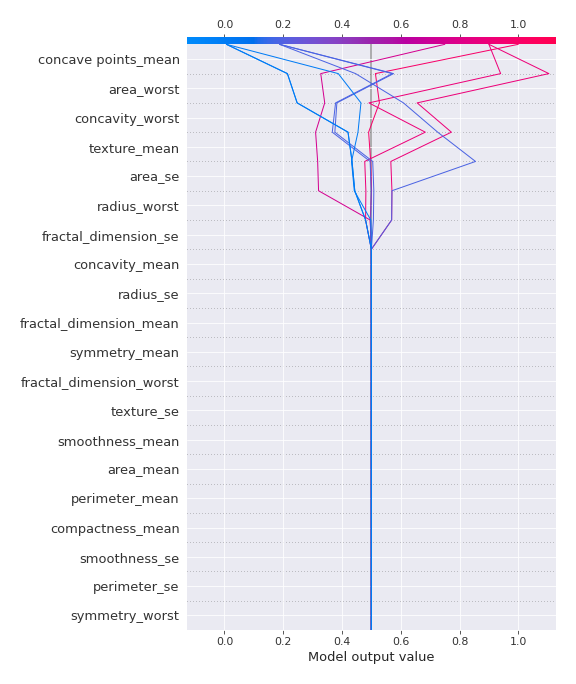 0.0 0.2 0.4 0.6 0.8 1.0
concave points_mean
area_worst
concavity_worst
texture_mean
area_se
radius_worst
fractal_dimension_se
concavity_mean
radius_se
fractal_dimension_mean
symmetry_mean
fractal_dimension_worst
texture_se
smoothness_mean
area_mean
perimeter_mean
compactness_mean
smoothness_se
perimeter_se
symmetry_worst
0.0 0.2 0.4 0.6 0.8 1.0
Model output value